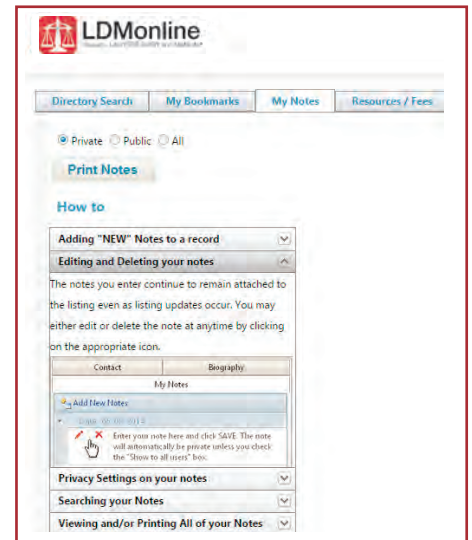 LDMonline
Directory Search My Bookmarks My Notes Resources / Fees
Private Public All
Print Notes
How to
Adding "NEW" Notes to a record
Editing and Deleting your notes
The notes you enter continue to remain attached to
the listing even as listing updates occur. You may
either edit or delete the note at anytime by clicking
on the appropriate icon.
Contact Biography
My Notes
Add New Notes
Enter your note here and click SAVE. The note
will automatically be private unless you check
the "Show to all users" box.
Privacy Settings on your notes
Searching your Notes
Viewing and/or Printing All of your Notes